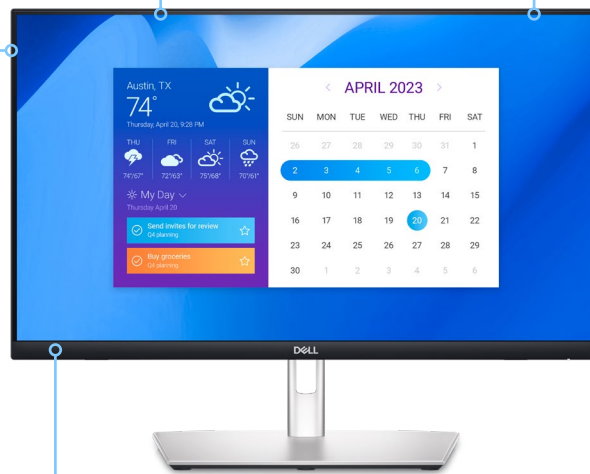 Austin, TX
74°
Thursday, April 20, 9:28 PM
THU FRI SAT SUN
74°/67° 72°/63° 75°/68° 70°/61°
My Day
Thursday April 20
Send invites for review
Q4 planning
Buy groceries
Q4 planning
< APRIL 2023 >
SUN MON TUE WED THU FRI SAT
26 27 28 29 30 31 1
2 3 4 5 6 7 8
9 10 11 12 13 14 15
16 17 18 19 20 21 22
23 24 25 26 27 28 29
30 1 2 3 4 5 6
DELL